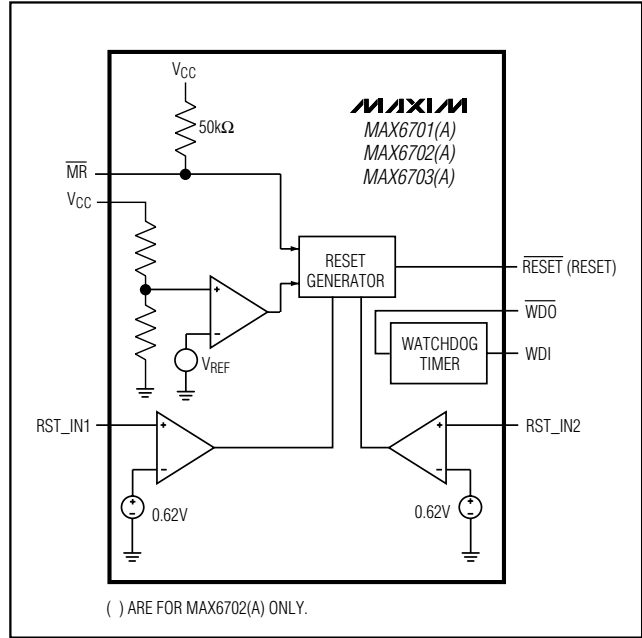 VCC
50kΩ
MAXIM
MAX6701(A)
MAX6702(A)
MAX6703(A)
MR
VCC
RESET
GENERATOR
RESET (RESET)
WDO
WATCHDOG
TIMER
WDI
+
−
VREF
RST_IN1
+
−
+
−
0.62V
RST_IN2
+
−
+
−
0.62V
( ) ARE FOR MAX6702(A) ONLY.